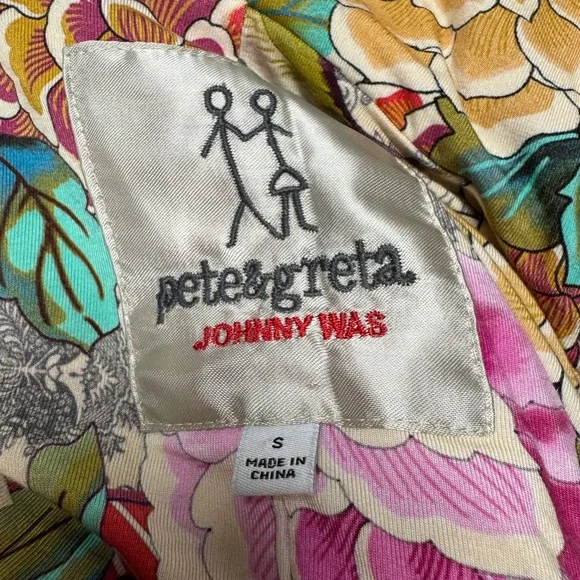 pete&greta.
JOHNNY WAS
S
MADE IN
CHINA